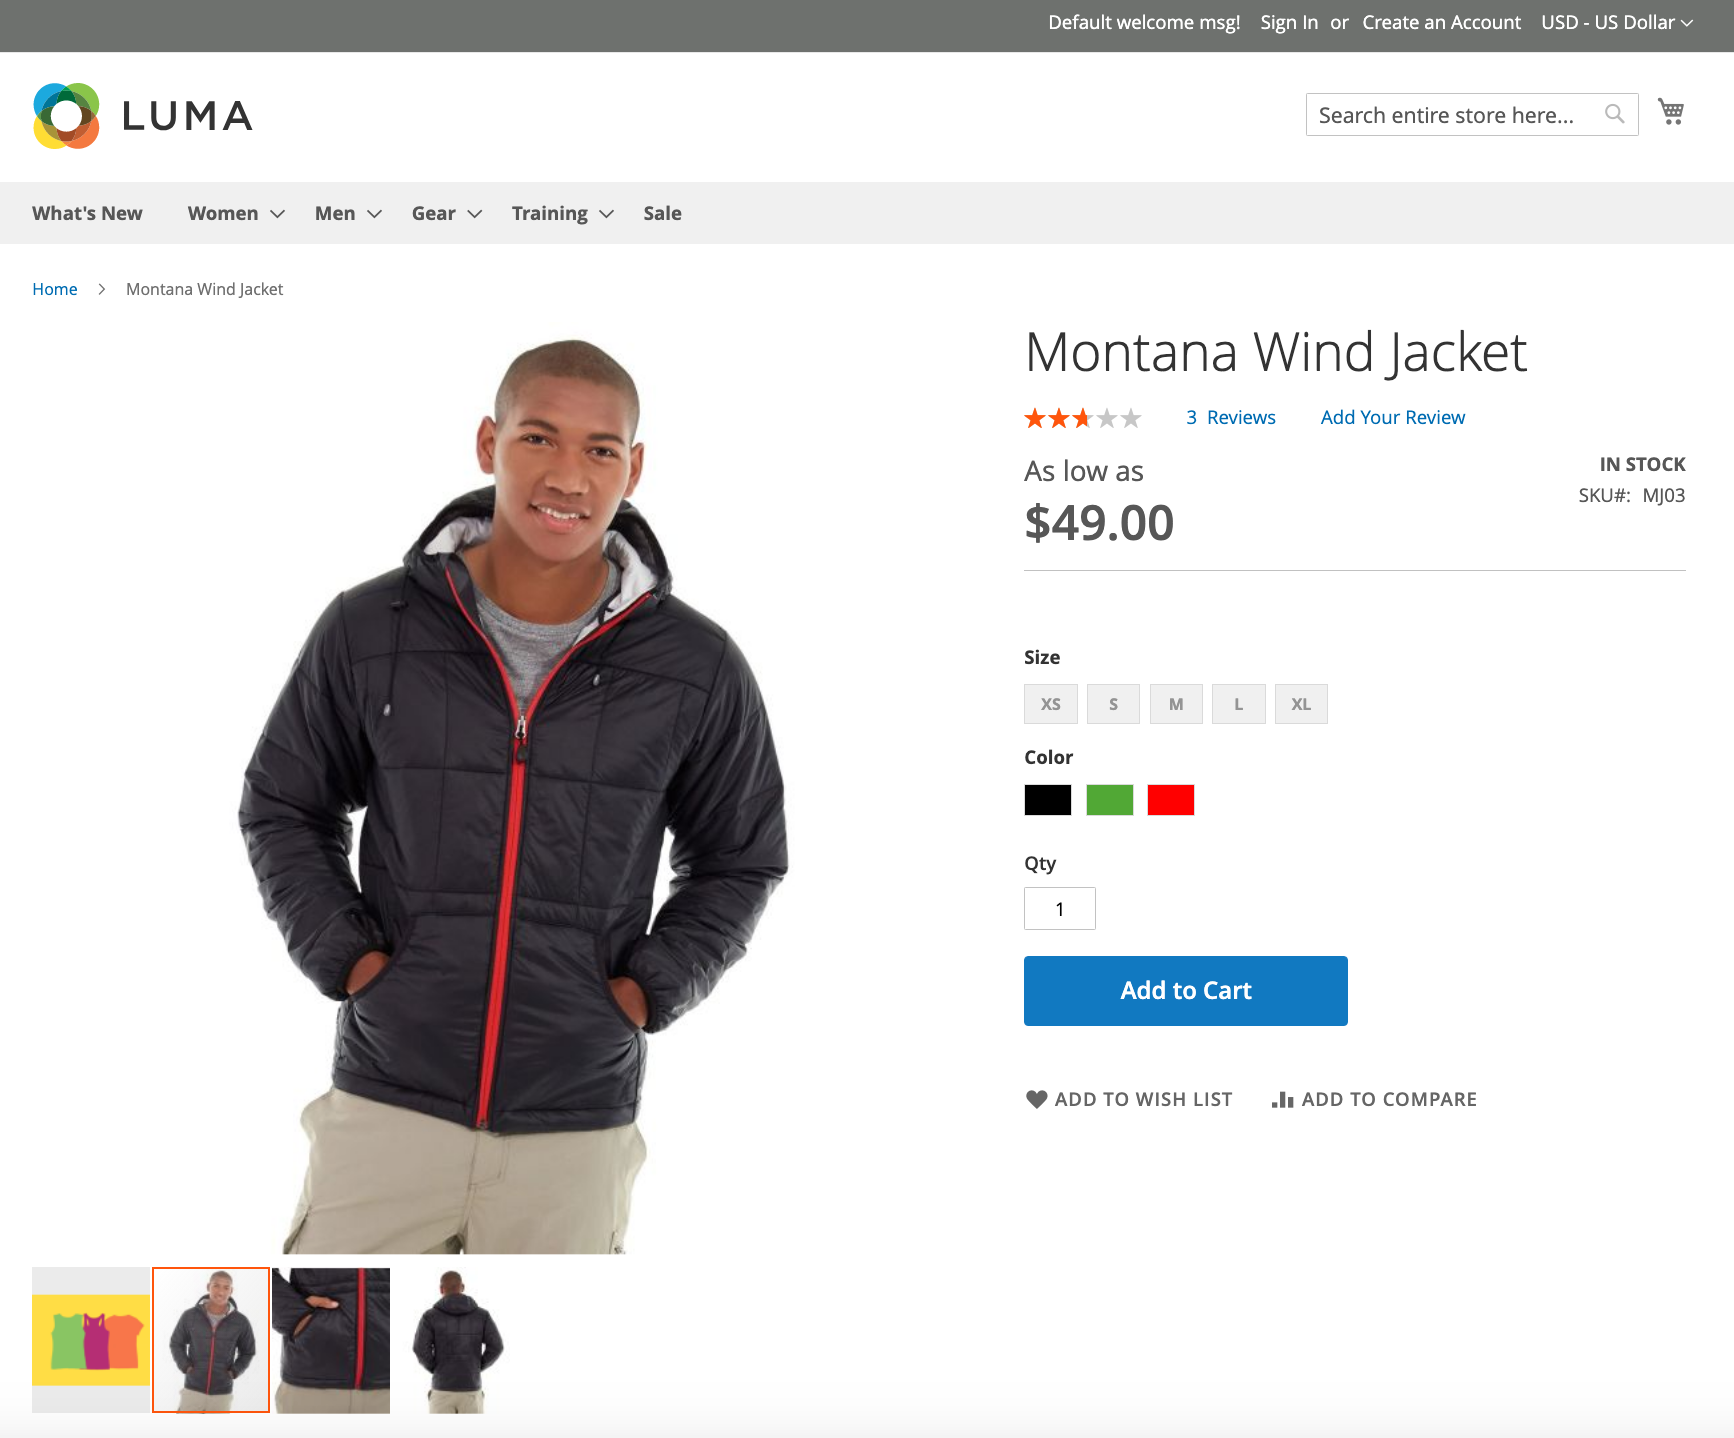 Default welcome msg! Sign In or Create an Account USD - US Dollar
LUMA
Search entire store here...
What's New Women Men Gear Training Sale
Home Montana Wind Jacket
Montana Wind Jacket
3 Reviews Add Your Review
As low as
IN STOCK
SKU#: MJ03
$49.00
Size
XS S M L XL
Color
Qty
1
Add to Cart
ADD TO WISH LIST ADD TO COMPARE